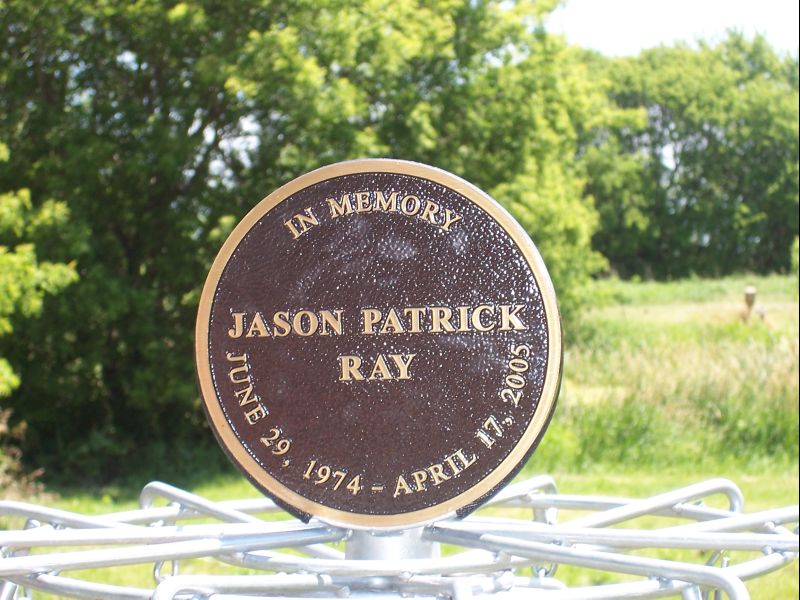 IN MEMORY
JASON PATRICK
RAY
JUNE 29, 1974 – APRIL 17, 2005